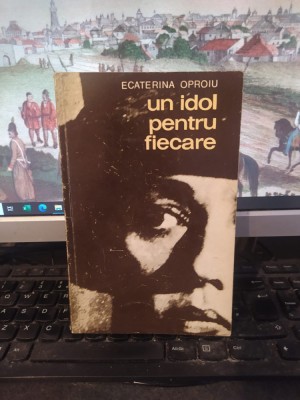 ECATERINA OPROIU
un idol
pentru
fiecare